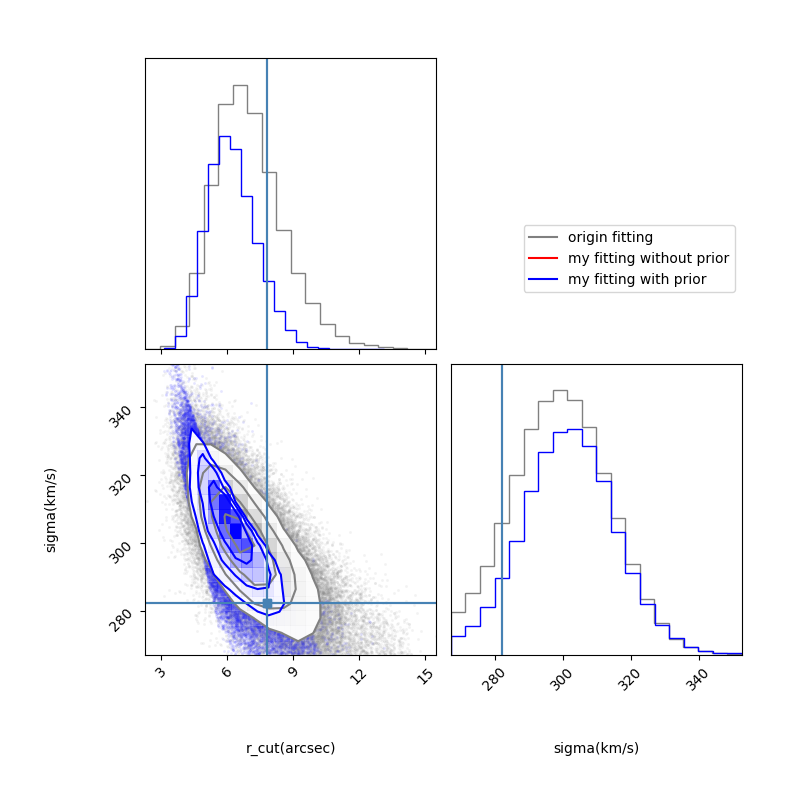 origin fitting
my fitting without prior
my fitting with prior
sigma(km/s)
340
320
300
280
3
6
9
12
15
280
300
320
340
r_cut(arcsec)
sigma(km/s)